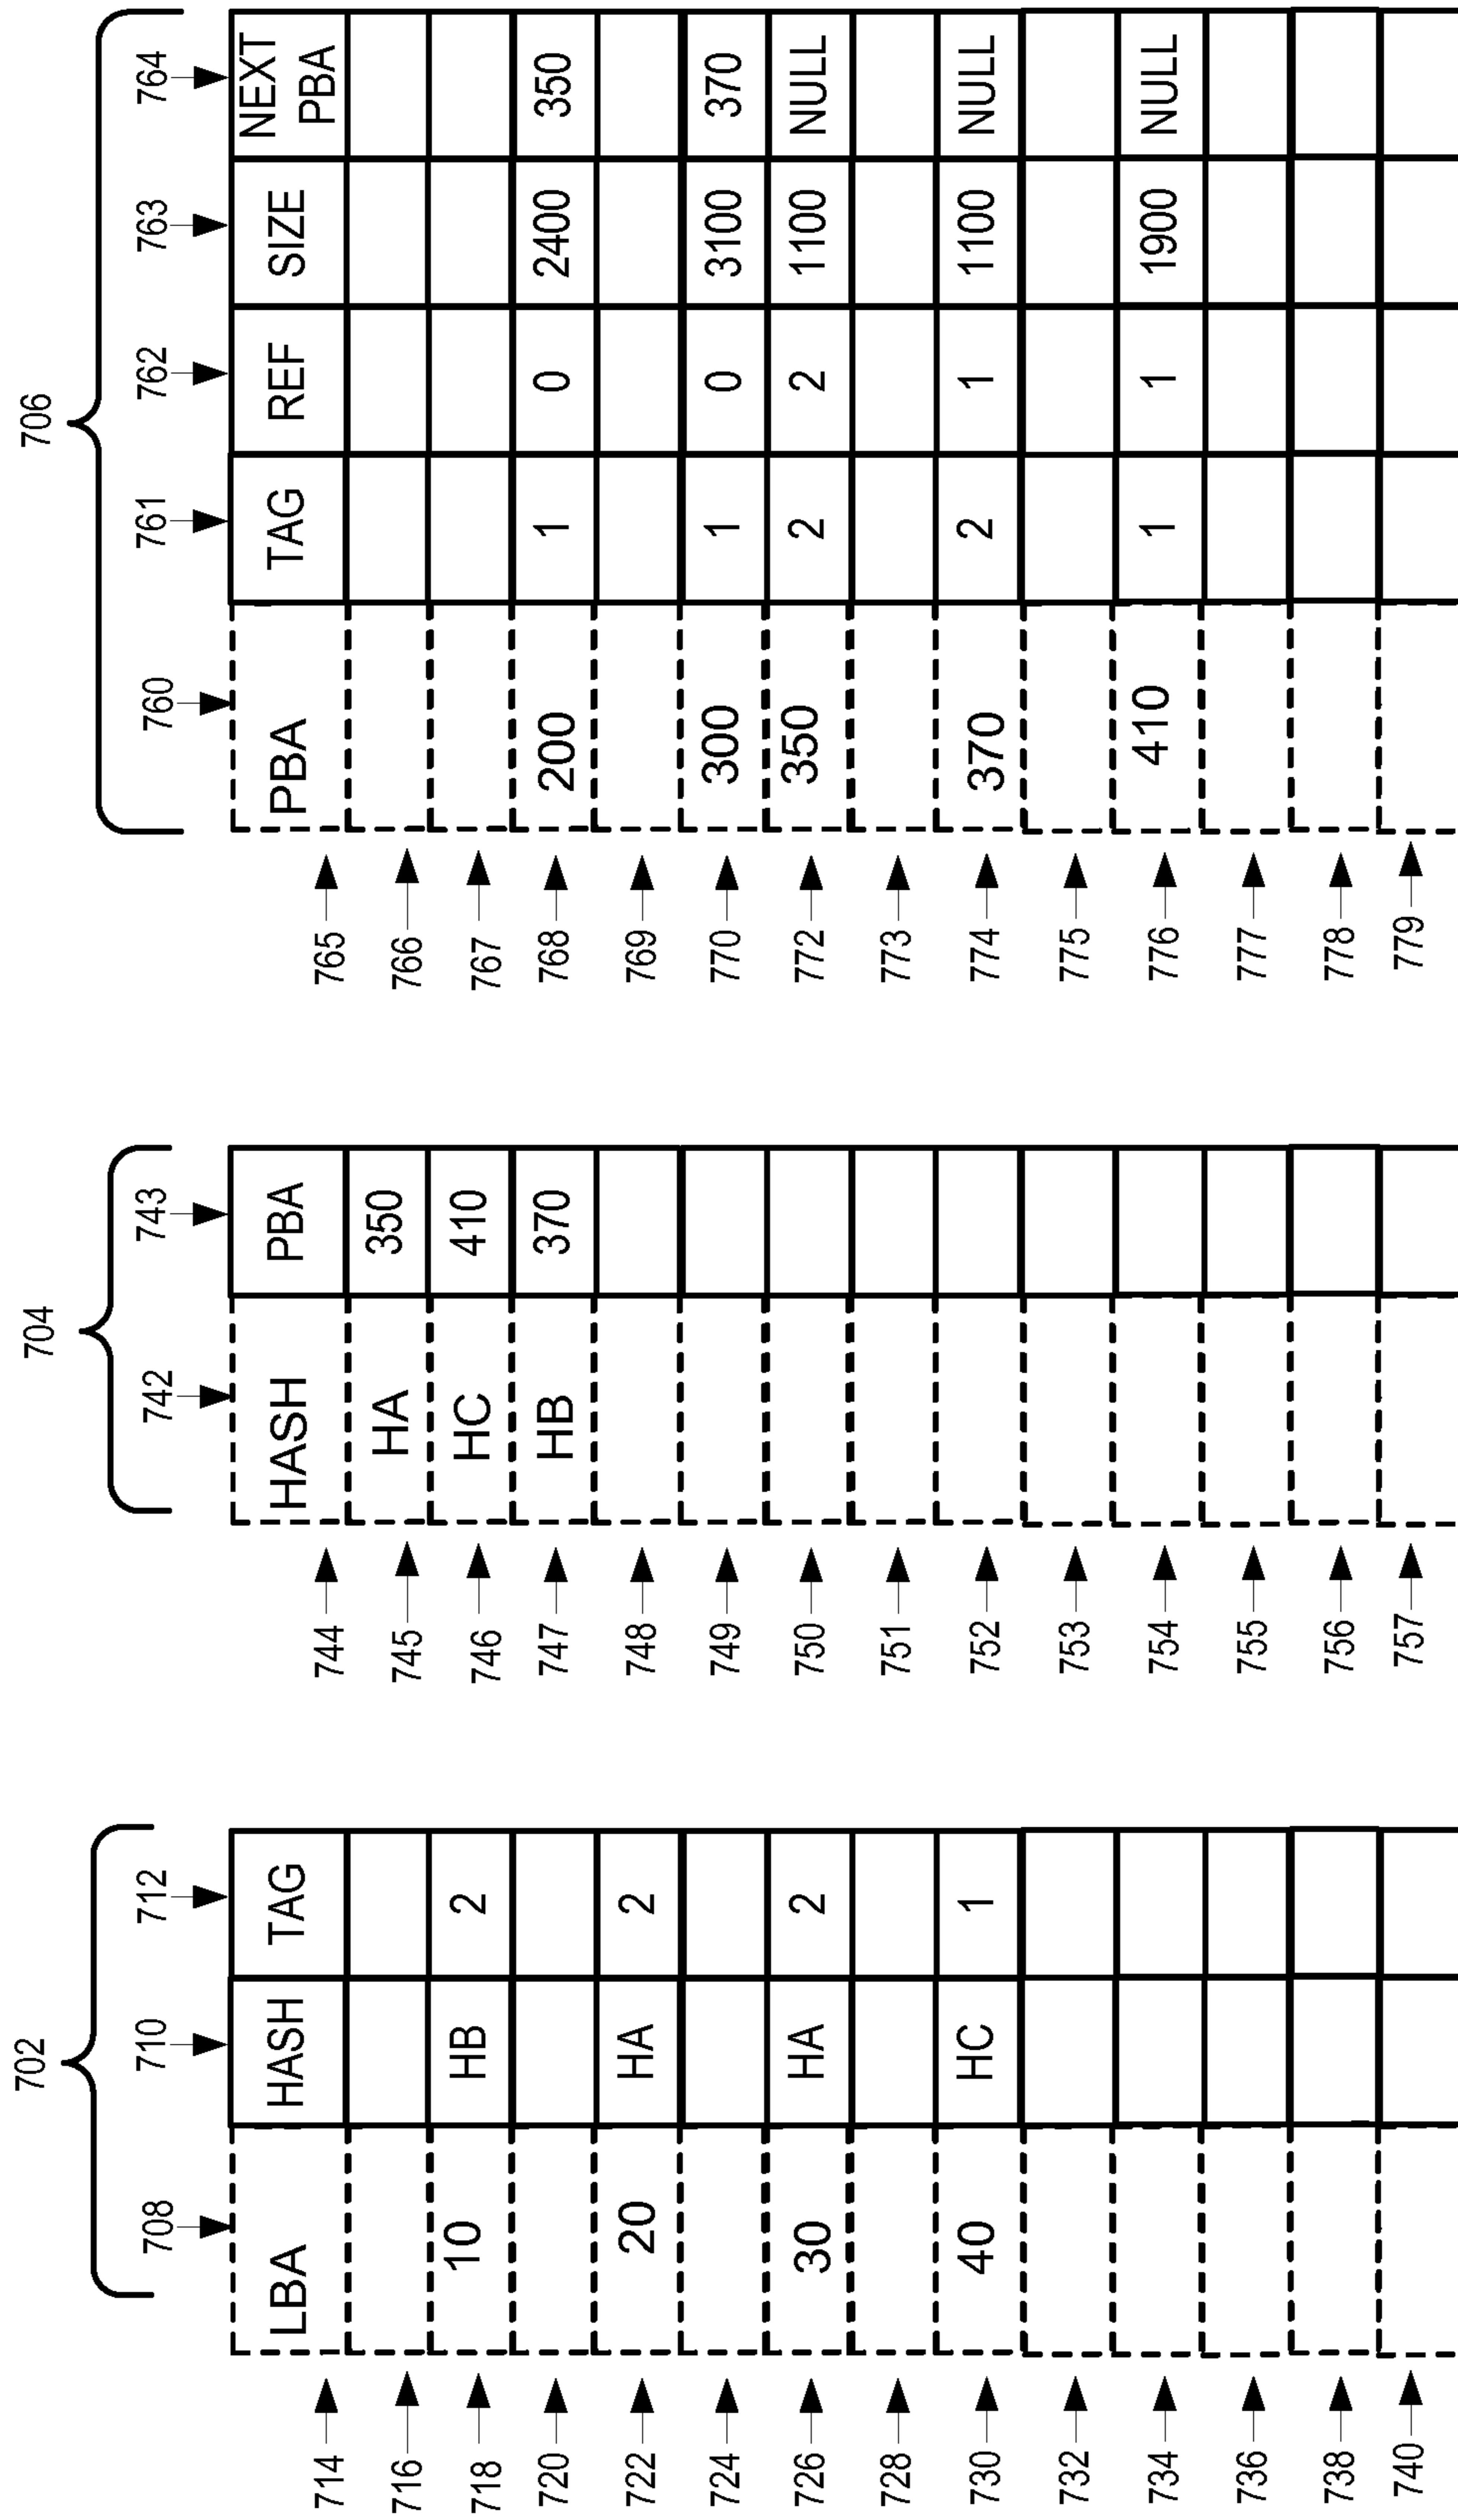 702
708 710 712
714 LBA HASH TAG
716
718 10 HB 2
720
722 20 HA 2
724
726 30 HA 2
728
730 40 HC 1
732
734
736
738
740
704
742 743
744 HASH PBA
745 HA 350
746 HC 410
747 HB 370
748
749
750
751
752
753
754
755
756
757
706
760 761 762 763 764
765 PBA TAG REF SIZE NEXT PBA
766
767
768 200 1 0 2400 350
769
770 300 1 0 3100 370
772 350 2 2 1100 NULL
773
774 370 2 1 1100 NULL
775
776 410 1 1 1900 NULL
777
778
779